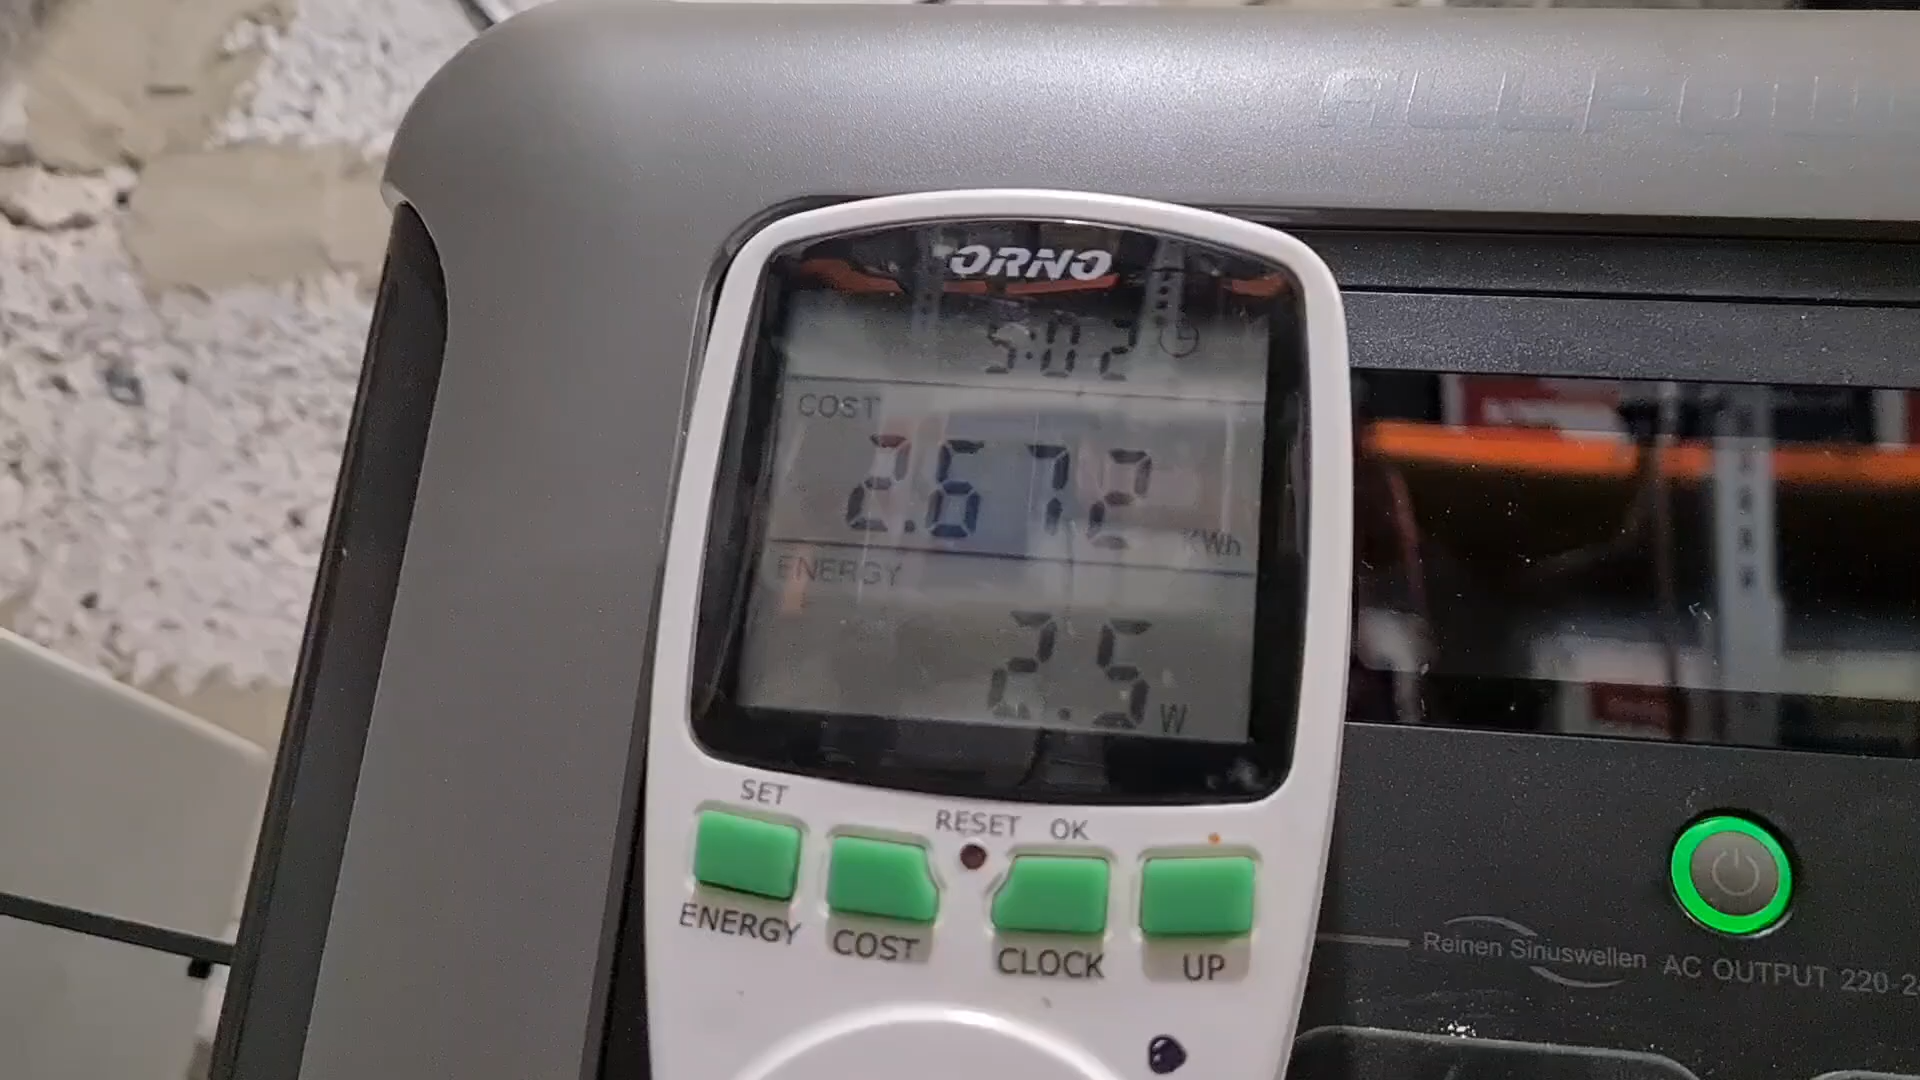 ORNO
5:02
COST
2.672 KWh
ENERGY
2.5 W
SET
RESET OK
ENERGY COST CLOCK UP
Reinen Sinuswellen AC OUTPUT 220-2